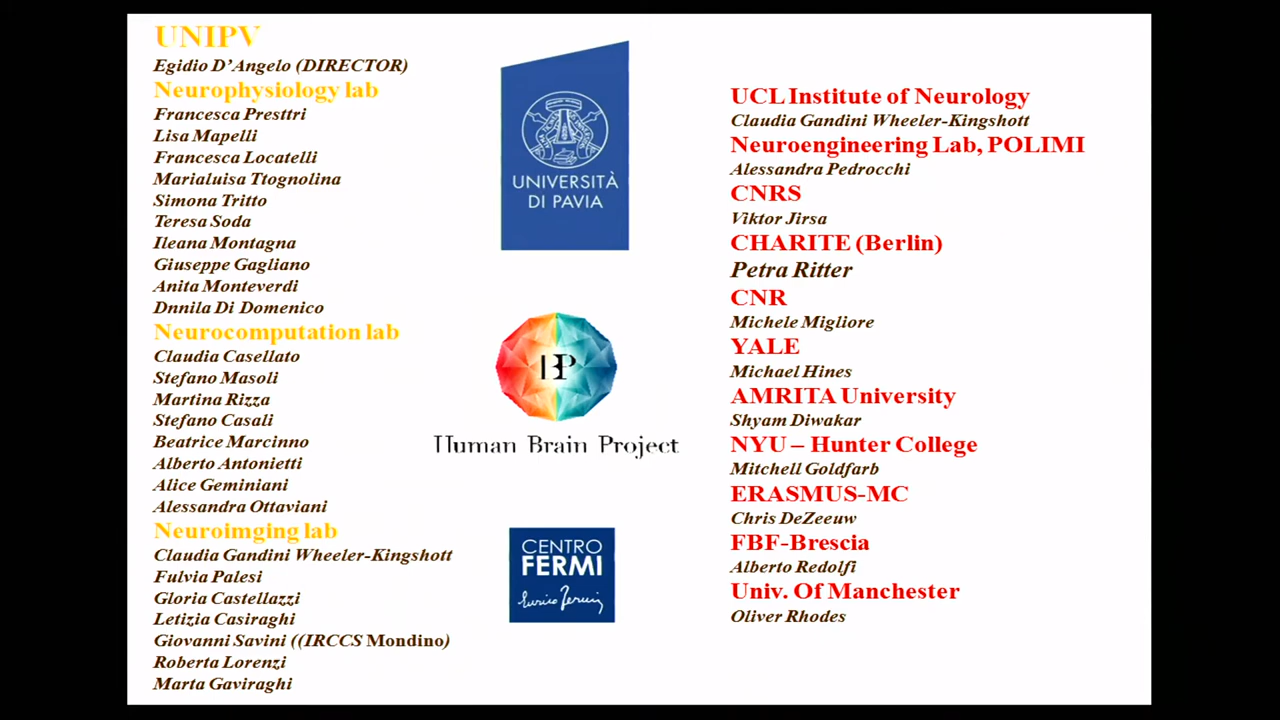 UNIPV
Egidio D'Angelo (DIRECTOR)
Neurophysiology lab
Francesca Presttri
Lisa Mapelli
Francesca Locatelli
Marialuisa Ttognolina
Simona Tritto
Teresa Soda
Ileana Montagna
Giuseppe Gagliano
Anita Monteverdi
Dnnila Di Domenico
Neurocomputation lab
Claudia Casellato
Stefano Masoli
Martina Rizza
Stefano Casali
Beatrice Marcinno
Alberto Antonietti
Alice Geminiani
Alessandra Ottaviani
Neuroimging lab
Claudia Gandini Wheeler-Kingshott
Fulvia Palesi
Gloria Castellazzi
Letizia Casiraghi
Giovanni Savini ((IRCCS Mondino)
Roberta Lorenzi
Marta Gaviraghi
UNIVERSITÀ
DI PAVIA
HBP
Human Brain Project
CENTRO
FERMI
Enrico Fermi
UCL Institute of Neurology
Claudia Gandini Wheeler-Kingshott
Neuroengineering Lab, POLIMI
Alessandra Pedrocchi
CNRS
Viktor Jirsa
CHARITE (Berlin)
Petra Ritter
CNR
Michele Migliore
YALE
Michael Hines
AMRITA University
Shyam Diwakar
NYU – Hunter College
Mitchell Goldfarb
ERASMUS-MC
Chris DeZeeuw
FBF-Brescia
Alberto Redolfi
Univ. Of Manchester
Oliver Rhodes